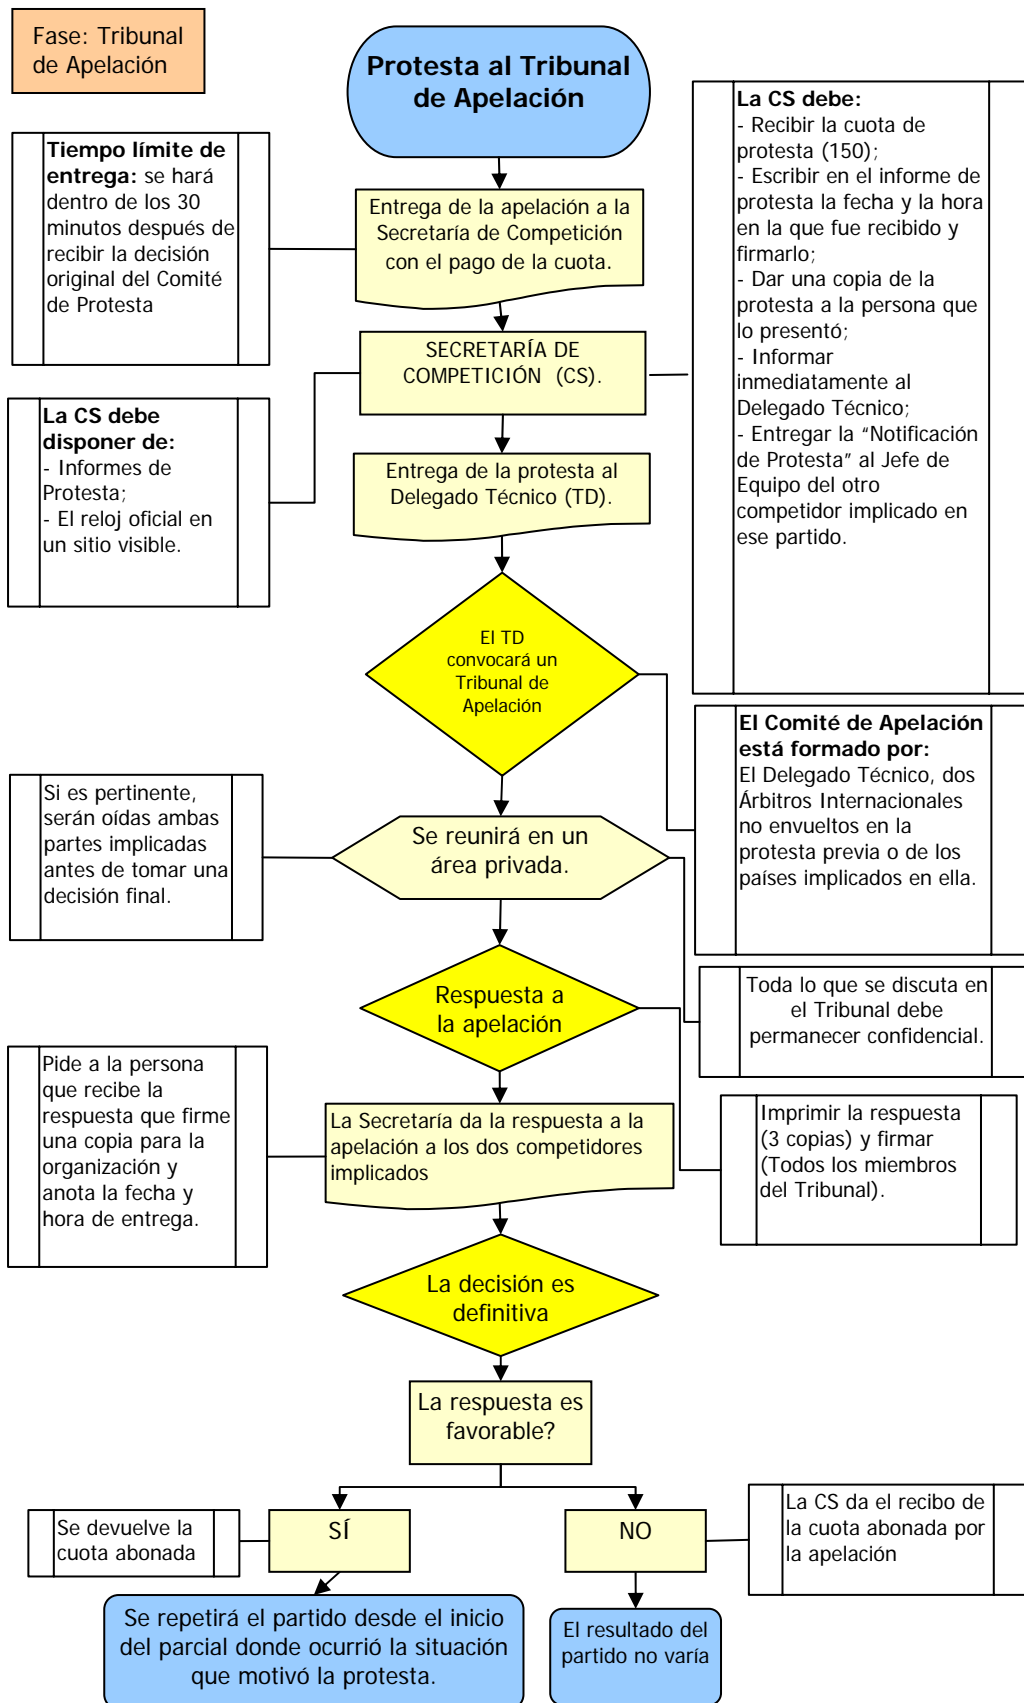 Fase: Tribunal
de Apelación
Protesta al Tribunal
de Apelación
Tiempo límite de
entrega: se hará
dentro de los 30
minutos después de
recibir la decisión
original del Comité
de Protesta
Entrega de la apelación a la
Secretaría de Competición
con el pago de la cuota.
La CS debe:
- Recibir la cuota de
protesta (150);
- Escribir en el informe de
protesta la fecha y la hora
en la que fue recibido y
firmarlo;
- Dar una copia de la
protesta a la persona que
lo presentó;
- Informar
inmediatamente al
Delegado Técnico;
- Entregar la “Notificación
de Protesta” al Jefe de
Equipo del otro
competidor implicado en
ese partido.
SECRETARÍA DE
COMPETICIÓN (CS).
La CS debe
disponer de:
- Informes de
Protesta;
- El reloj oficial en
un sitio visible.
Entrega de la protesta al
Delegado Técnico (TD).
El TD
convocará un
Tribunal de
Apelación
El Comité de Apelación
está formado por:
El Delegado Técnico, dos
Árbitros Internacionales
no envueltos en la
protesta previa o de los
países implicados en ella.
Si es pertinente,
serán oídas ambas
partes implicadas
antes de tomar una
decisión final.
Se reunirá en un
área privada.
Toda lo que se discuta en
el Tribunal debe
permanecer confidencial.
Respuesta a
la apelación
Pide a la persona
que recibe la
respuesta que firme
una copia para la
organización y
anota la fecha y
hora de entrega.
La Secretaría da la respuesta a la
apelación a los dos competidores
implicados
Imprimir la respuesta
(3 copias) y firmar
(Todos los miembros
del Tribunal).
La decisión es
definitiva
La respuesta es
favorable?
Se devuelve la
cuota abonada
SÍ
NO
La CS da el recibo de
la cuota abonada por
la apelación
Se repetirá el partido desde el inicio
del parcial donde ocurrió la situación
que motivó la protesta.
El resultado del
partido no varía